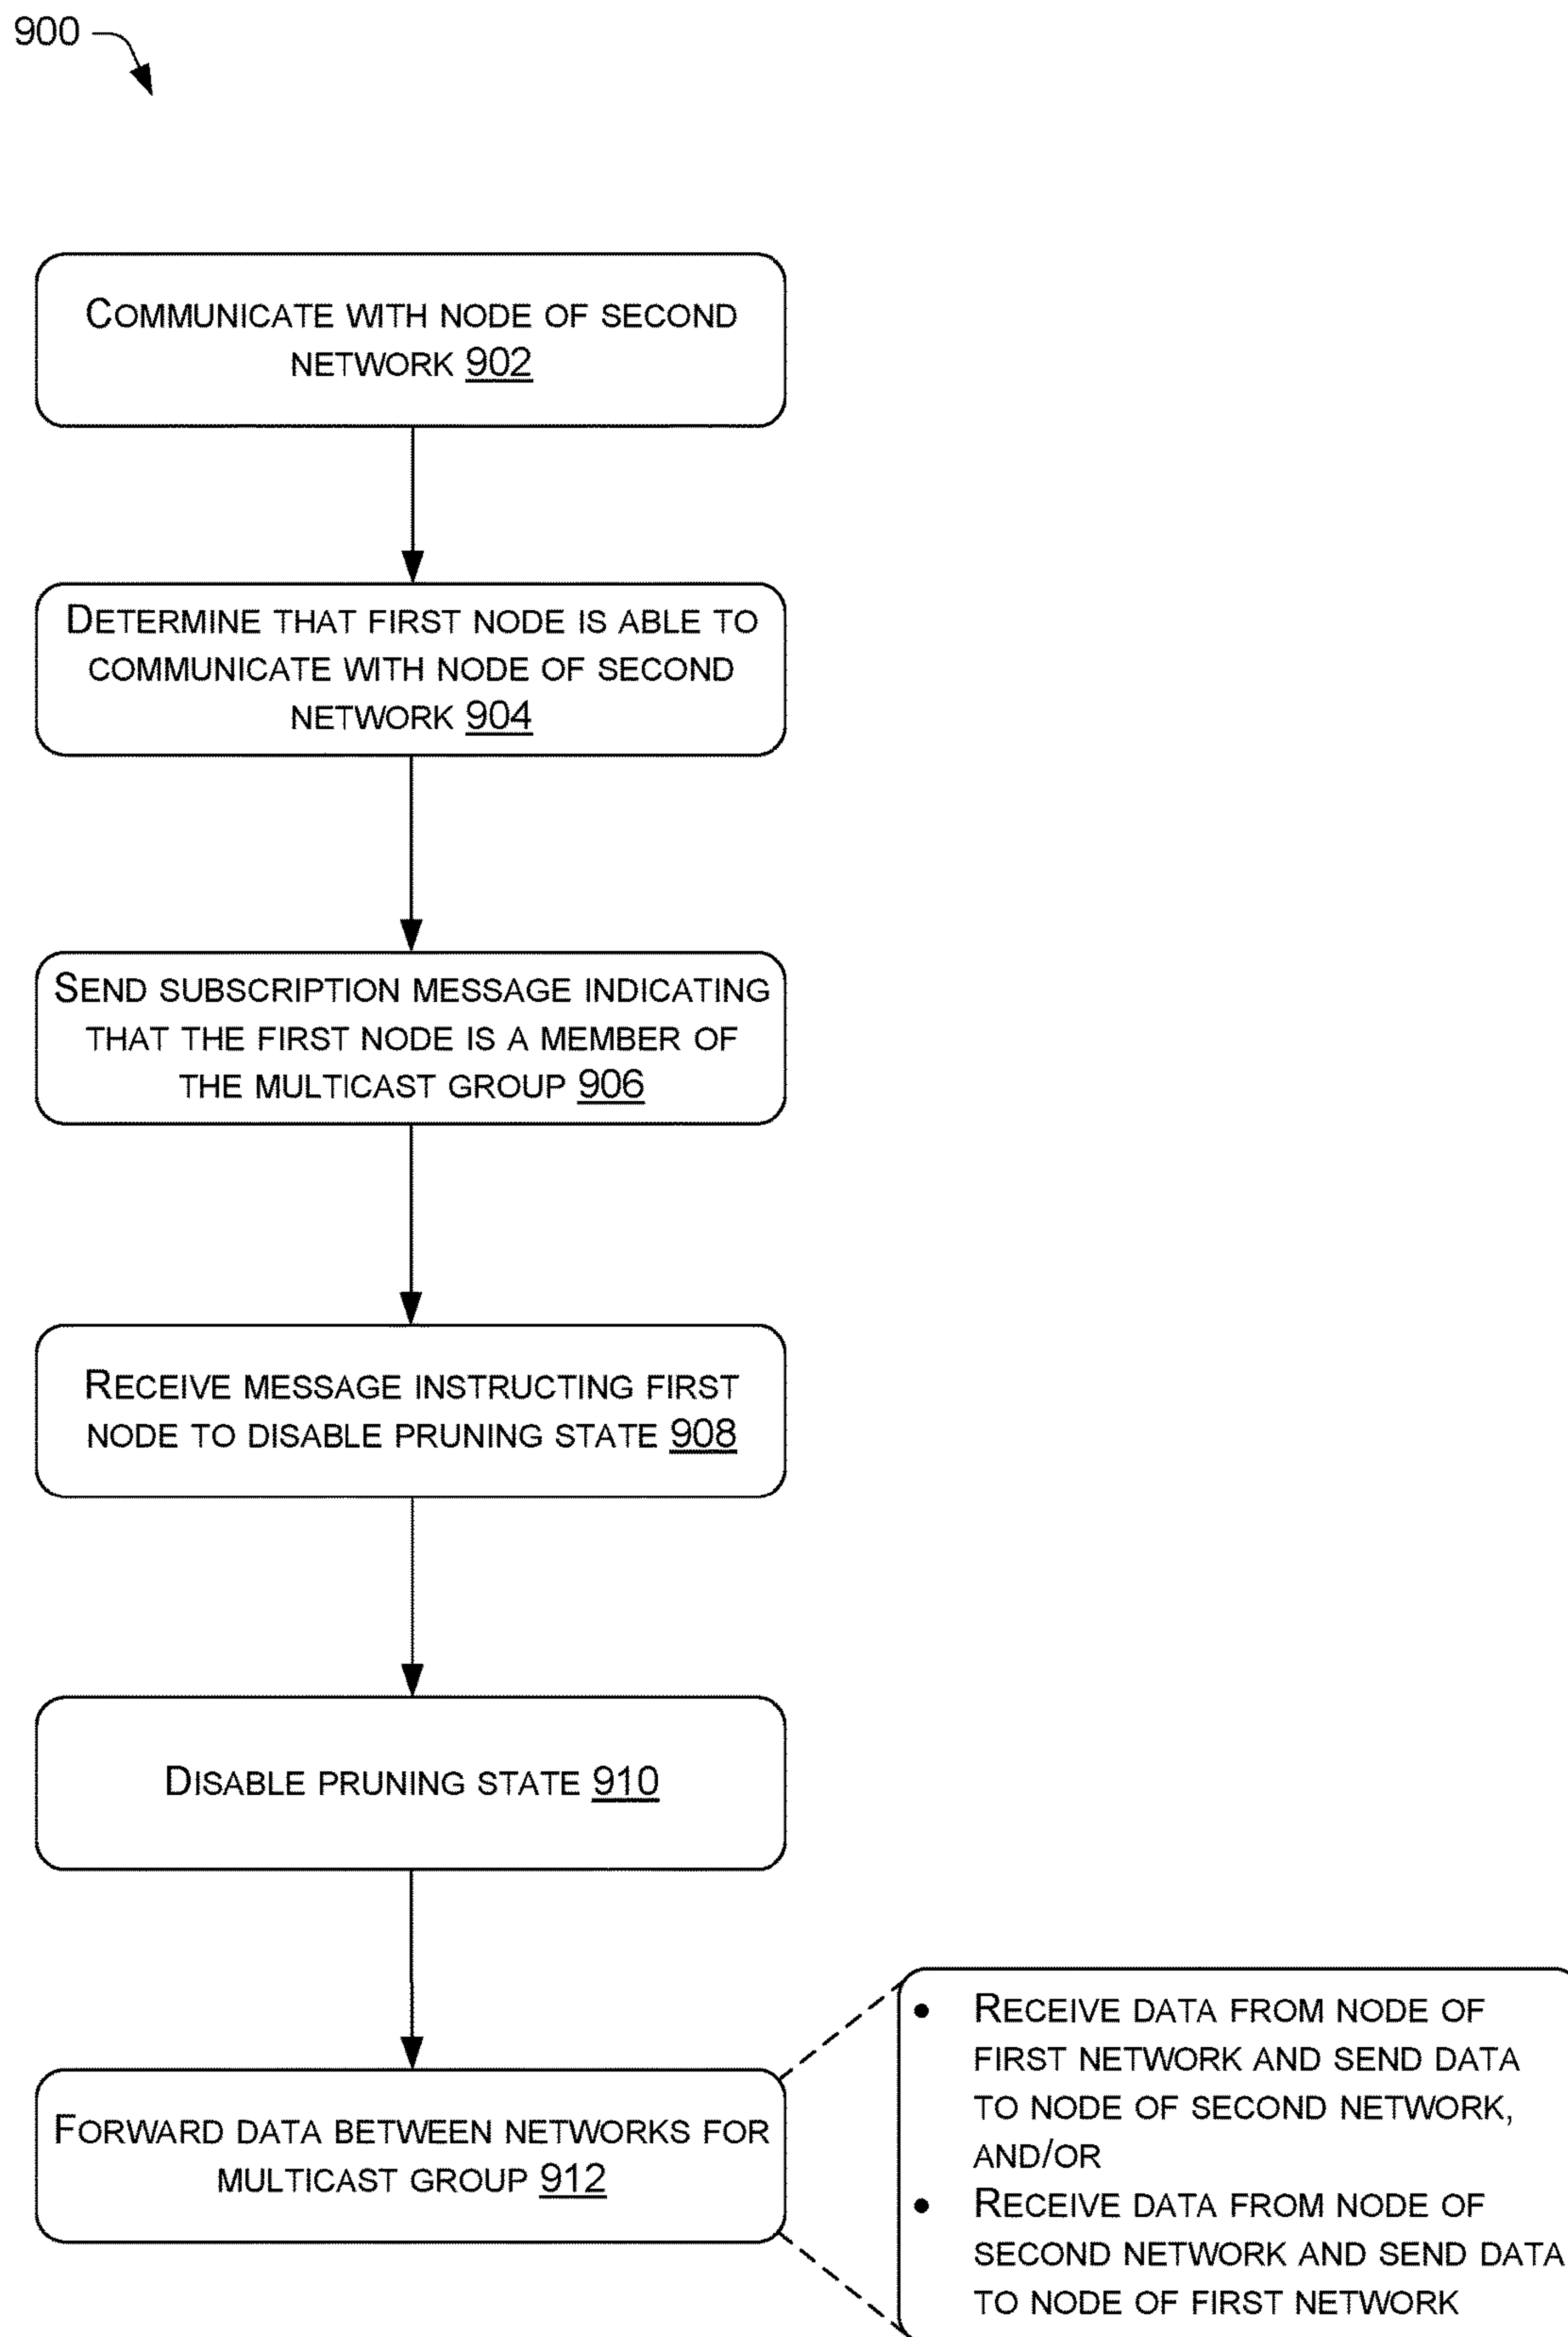 900
COMMUNICATE WITH NODE OF SECOND
NETWORK 902
DETERMINE THAT FIRST NODE IS ABLE TO
COMMUNICATE WITH NODE OF SECOND
NETWORK 904
SEND SUBSCRIPTION MESSAGE INDICATING
THAT THE FIRST NODE IS A MEMBER OF
THE MULTICAST GROUP 906
RECEIVE MESSAGE INSTRUCTING FIRST
NODE TO DISABLE PRUNING STATE 908
DISABLE PRUNING STATE 910
FORWARD DATA BETWEEN NETWORKS FOR
MULTICAST GROUP 912
• RECEIVE DATA FROM NODE OF
FIRST NETWORK AND SEND DATA
TO NODE OF SECOND NETWORK,
AND/OR
• RECEIVE DATA FROM NODE OF
SECOND NETWORK AND SEND DATA
TO NODE OF FIRST NETWORK